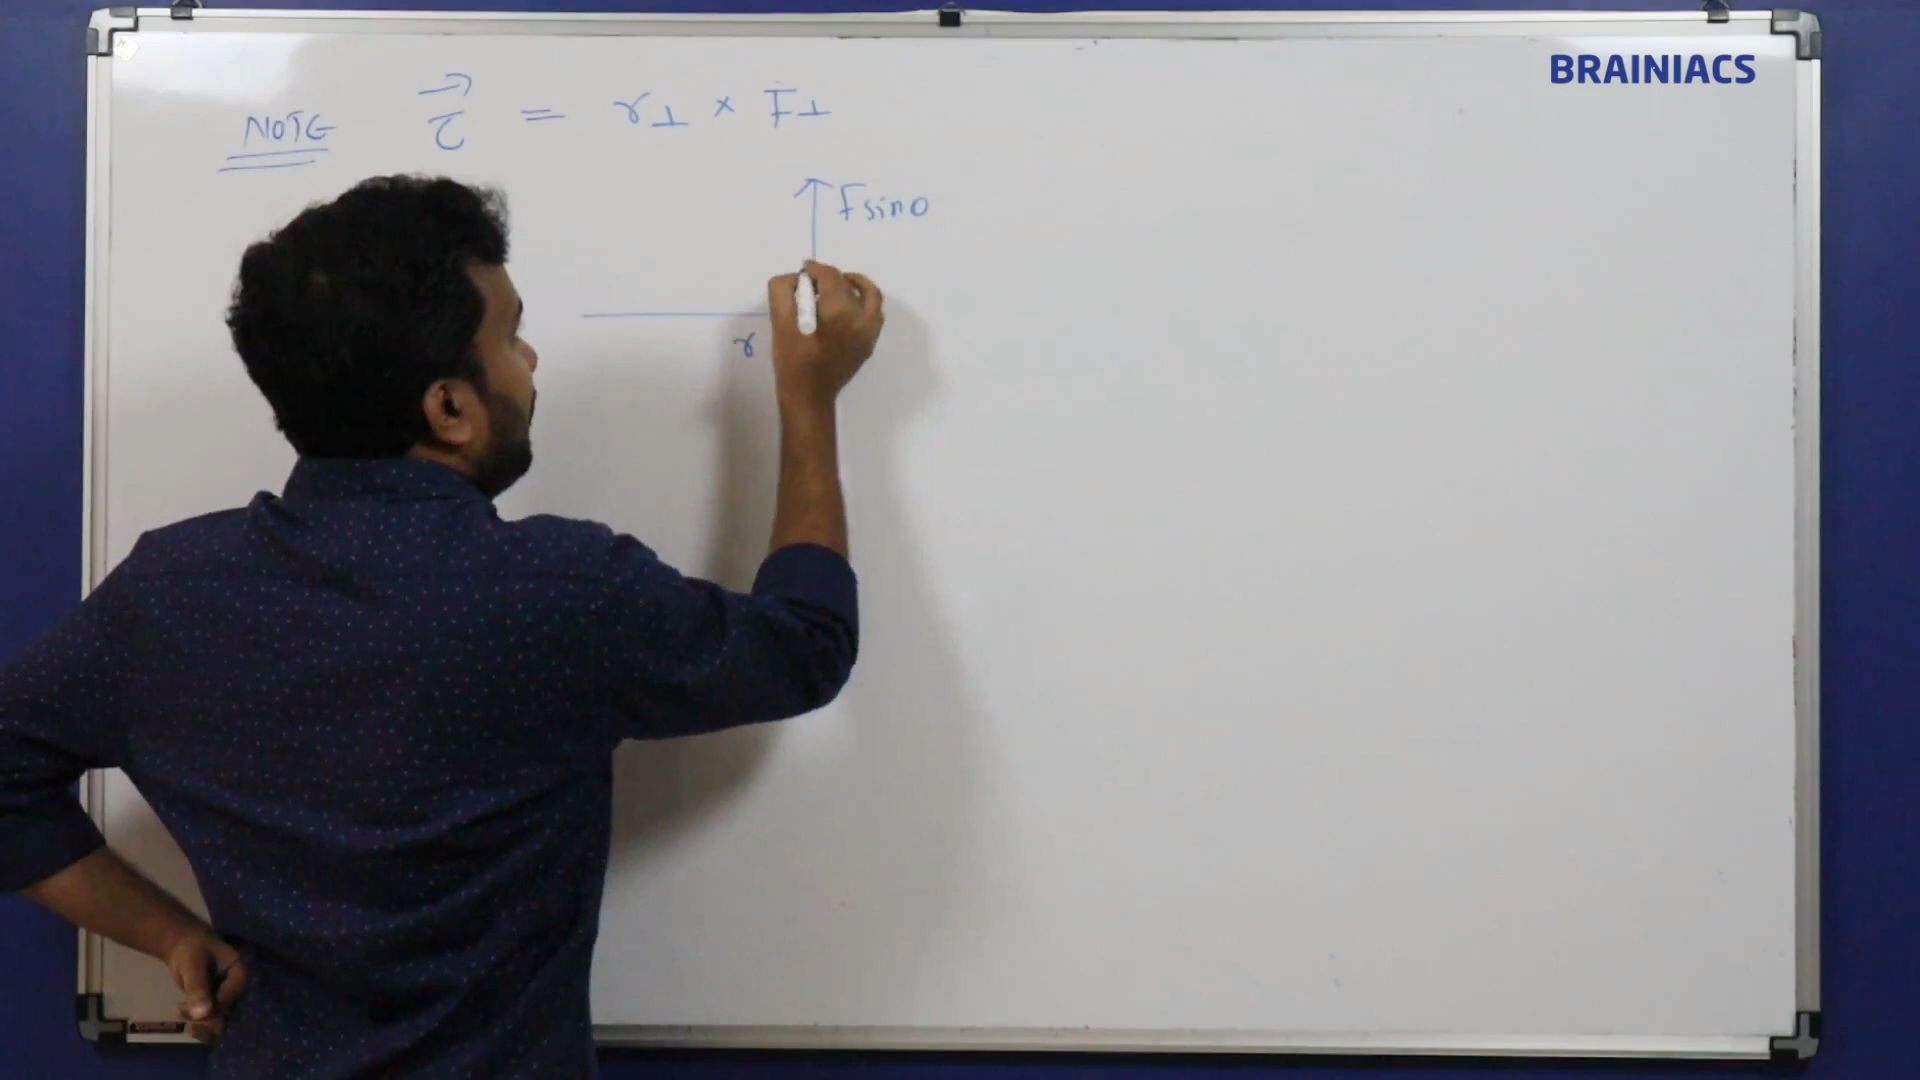 BRAINIACS
NOTE τ⃗ = r⊥ × F⊥
F sinθ
r